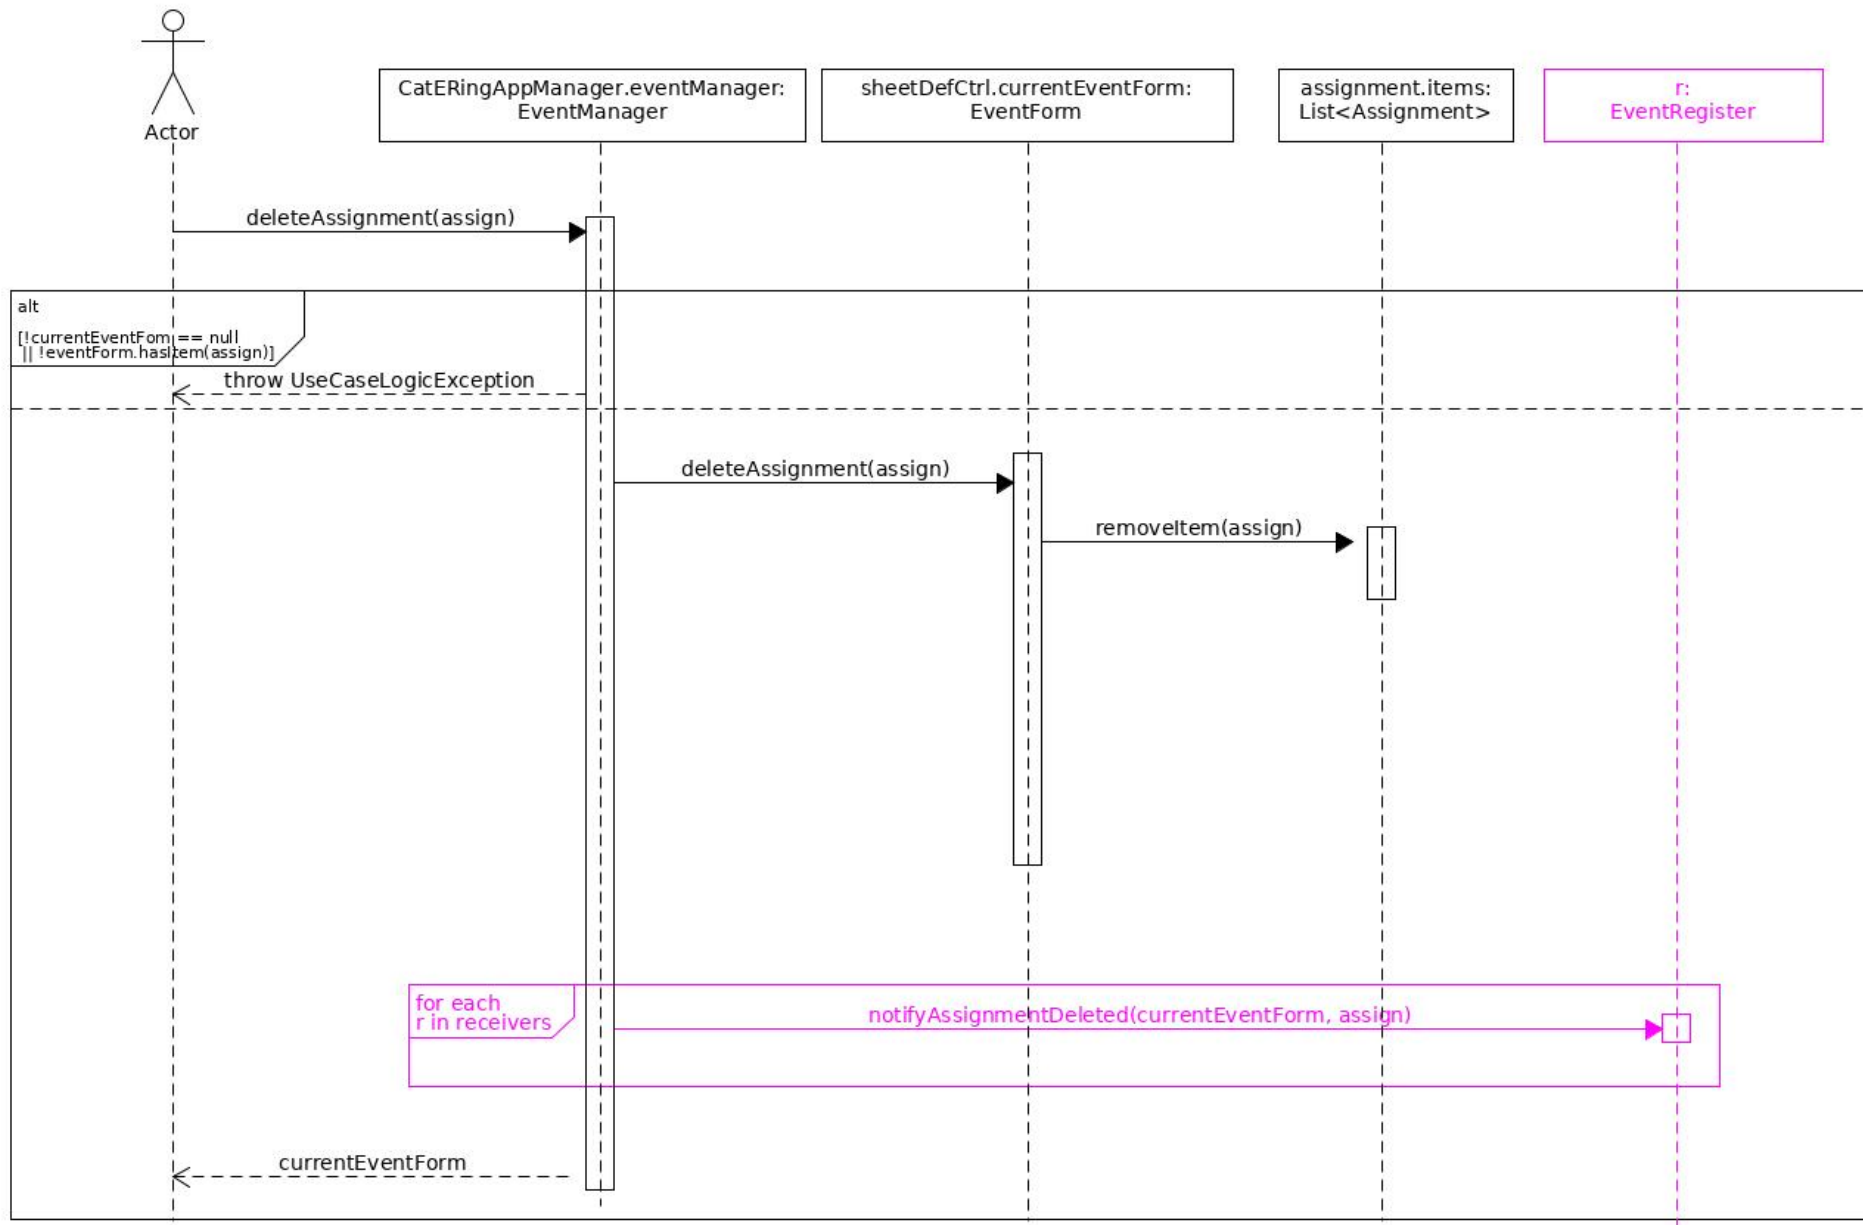 Actor
CatERingAppManager.eventManager:
EventManager
sheetDefCtrl.currentEventForm:
EventForm
assignment.items:
List<Assignment>
r:
EventRegister
deleteAssignment(assign)
alt
[!currentEventFom == null
|| !eventForm.hasItem(assign)]
throw UseCaseLogicException
deleteAssignment(assign)
removeItem(assign)
for each
r in receivers
notifyAssignmentDeleted(currentEventForm, assign)
currentEventForm